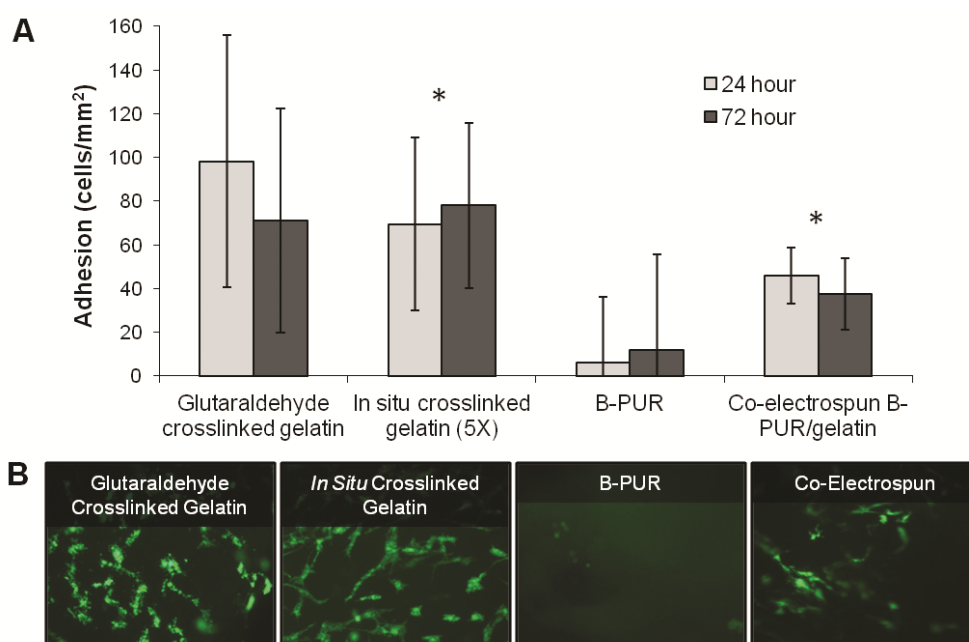 A
160
140
120
100
80
60
40
20
0
Adhesion (cells/mm²)
24 hour
72 hour
*
*
Glutaraldehyde
crosslinked gelatin
In situ crosslinked
gelatin (5X)
B-PUR
Co-electrospun B-
PUR/gelatin
B
Glutaraldehyde
Crosslinked Gelatin
In Situ Crosslinked
Gelatin
B-PUR
Co-Electrospun